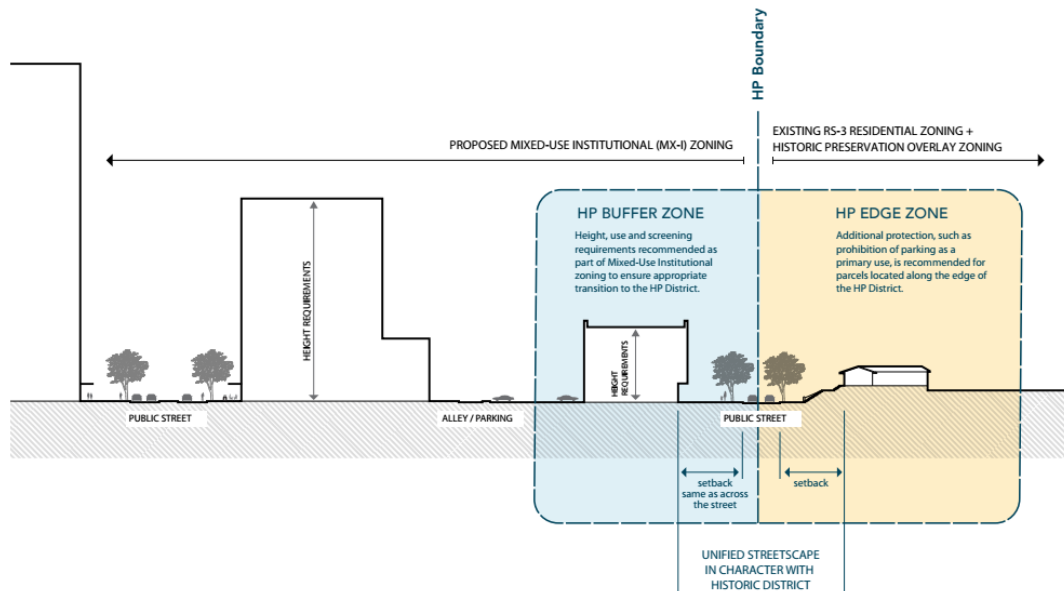 HP Boundary
PROPOSED MIXED-USE INSTITUTIONAL (MX-I) ZONING
EXISTING RS-3 RESIDENTIAL ZONING +
HISTORIC PRESERVATION OVERLAY ZONING
HP BUFFER ZONE
Height, use and screening
requirements recommended as
part of Mixed-Use Institutional
zoning to ensure appropriate
transition to the HP District.
HP EDGE ZONE
Additional protection, such as
prohibition of parking as a
primary use, is recommended for
parcels located along the edge of
the HP District.
HEIGHT REQUIREMENTS
HEIGHT
REQUIREMENTS
PUBLIC STREET
ALLEY / PARKING
PUBLIC STREET
setback
same as across
the street
setback
UNIFIED STREETSCAPE
IN CHARACTER WITH
HISTORIC DISTRICT